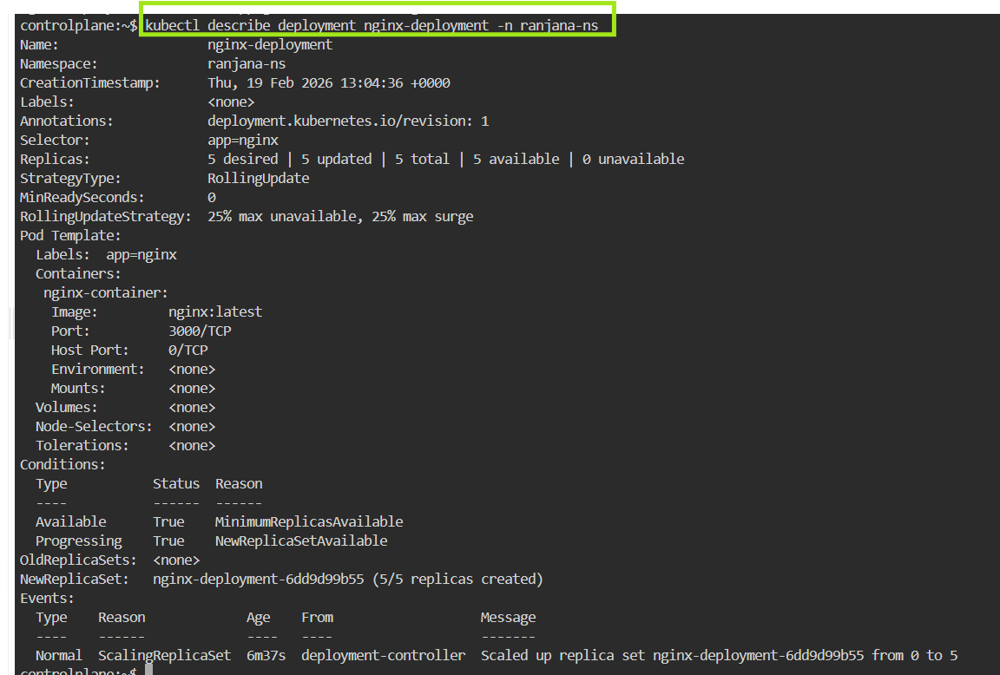 controlplane:~$ kubectl describe deployment nginx-deployment -n ranjana-ns
Name:                   nginx-deployment
Namespace:              ranjana-ns
CreationTimestamp:      Thu, 19 Feb 2026 13:04:36 +0000
Labels:                 <none>
Annotations:            deployment.kubernetes.io/revision: 1
Selector:               app=nginx
Replicas:               5 desired | 5 updated | 5 total | 5 available | 0 unavailable
StrategyType:           RollingUpdate
MinReadySeconds:        0
RollingUpdateStrategy:  25% max unavailable, 25% max surge
Pod Template:
  Labels:  app=nginx
  Containers:
   nginx-container:
    Image:         nginx:latest
    Port:          3000/TCP
    Host Port:     0/TCP
    Environment:   <none>
    Mounts:        <none>
  Volumes:         <none>
  Node-Selectors:  <none>
  Tolerations:     <none>
Conditions:
  Type           Status  Reason
  ----           ------  ------
  Available      True    MinimumReplicasAvailable
  Progressing    True    NewReplicaSetAvailable
OldReplicaSets:  <none>
NewReplicaSet:   nginx-deployment-6dd9d99b55 (5/5 replicas created)
Events:
  Type    Reason             Age    From                   Message
  ----    ------             ----   ----                   -------
  Normal  ScalingReplicaSet  6m37s  deployment-controller  Scaled up replica set nginx-deployment-6dd9d99b55 from 0 to 5
controlplane:~$